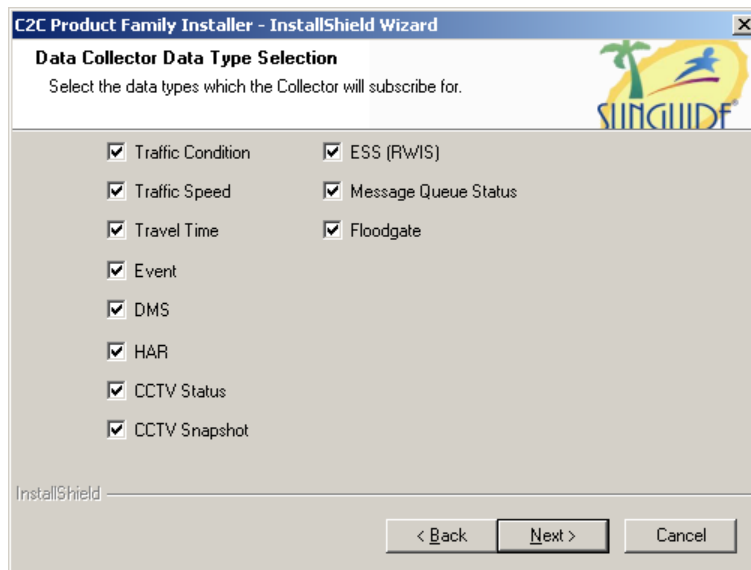 C2C Product Family Installer - InstallShield Wizard
Data Collector Data Type Selection
Select the data types which the Collector will subscribe for.
SUNGUIDE®
Traffic Condition
Traffic Speed
Travel Time
Event
DMS
HAR
CCTV Status
CCTV Snapshot
ESS (RWIS)
Message Queue Status
Floodgate
InstallShield
< Back
Next >
Cancel